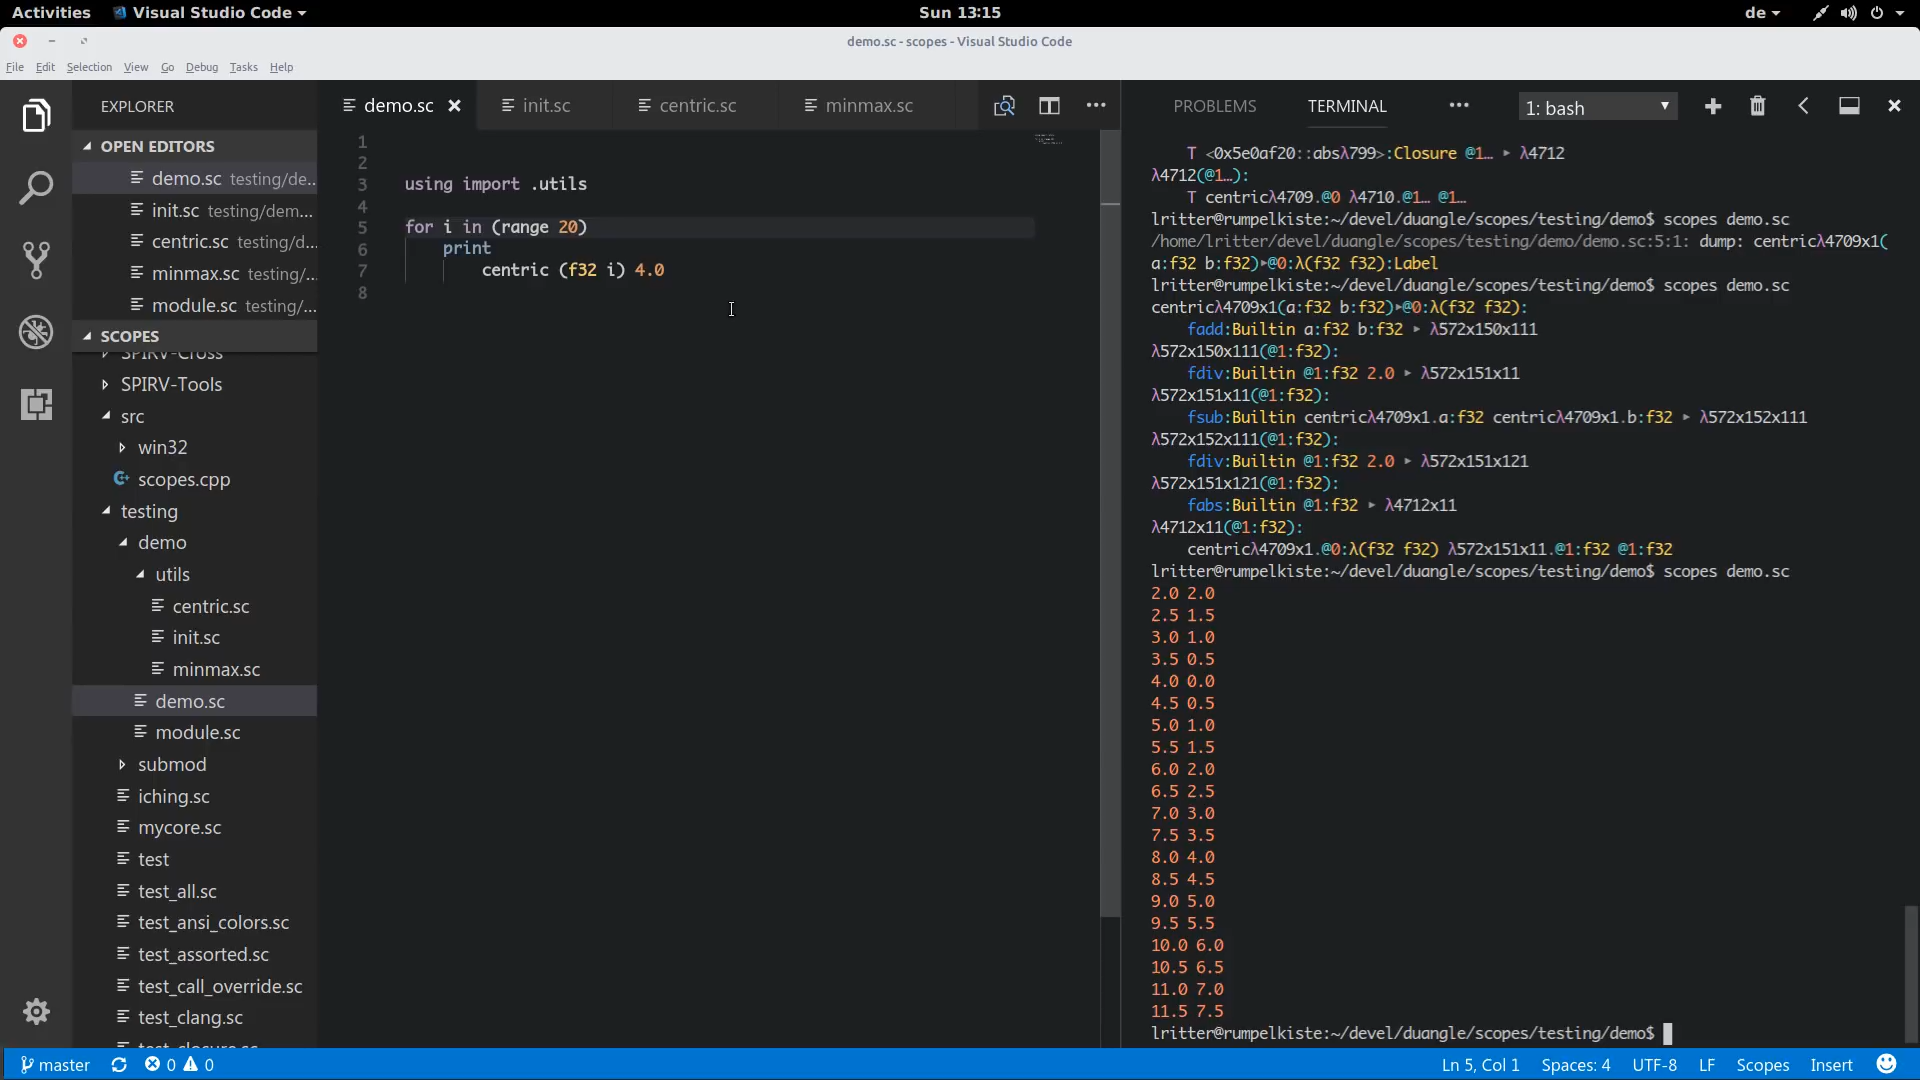 Activities
Visual Studio Code
Sun 13:15
de
demo.sc - scopes - Visual Studio Code
File Edit Selection View Go Debug Tasks Help
EXPLORER
OPEN EDITORS
demo.sc testing/de...
init.sc testing/dem...
centric.sc testing/d...
minmax.sc testing/...
module.sc testing/...
SCOPES
SPIRV-Cross
SPIRV-Tools
src
win32
scopes.cpp
testing
demo
utils
centric.sc
init.sc
minmax.sc
demo.sc
module.sc
submod
iching.sc
mycore.sc
test
test_all.sc
test_ansi_colors.sc
test_assorted.sc
test_call_override.sc
test_clang.sc
test_closure.sc
demo.sc init.sc centric.sc minmax.sc
1
2
3 using import .utils
4
5 for i in (range 20)
6 print
7 centric (f32 i) 4.0
8
PROBLEMS TERMINAL ••• 1: bash
T <0x5e0af20::absλ799>:Closure @1… ▸ λ4712
λ4712(@1…):
T centricλ4709.@0 λ4710.@1… @1…
lritter@rumpelkiste:~/devel/duangle/scopes/testing/demo$ scopes demo.sc
/home/lritter/devel/duangle/scopes/testing/demo/demo.sc:5:1: dump: centricλ4709x1(
a:f32 b:f32)▸@0:λ(f32 f32):Label
lritter@rumpelkiste:~/devel/duangle/scopes/testing/demo$ scopes demo.sc
centricλ4709x1(a:f32 b:f32)▸@0:λ(f32 f32):
fadd:Builtin a:f32 b:f32 ▸ λ572x150x111
λ572x150x111(@1:f32):
fdiv:Builtin @1:f32 2.0 ▸ λ572x151x11
λ572x151x11(@1:f32):
fsub:Builtin centricλ4709x1.a:f32 centricλ4709x1.b:f32 ▸ λ572x152x111
λ572x152x111(@1:f32):
fdiv:Builtin @1:f32 2.0 ▸ λ572x151x121
λ572x151x121(@1:f32):
fabs:Builtin @1:f32 ▸ λ4712x11
λ4712x11(@1:f32):
centricλ4709x1.@0:λ(f32 f32) λ572x151x11.@1:f32 @1:f32
lritter@rumpelkiste:~/devel/duangle/scopes/testing/demo$ scopes demo.sc
2.0 2.0
2.5 1.5
3.0 1.0
3.5 0.5
4.0 0.0
4.5 0.5
5.0 1.0
5.5 1.5
6.0 2.0
6.5 2.5
7.0 3.0
7.5 3.5
8.0 4.0
8.5 4.5
9.0 5.0
9.5 5.5
10.0 6.0
10.5 6.5
11.0 7.0
11.5 7.5
lritter@rumpelkiste:~/devel/duangle/scopes/testing/demo$
master 0 0
Ln 5, Col 1 Spaces: 4 UTF-8 LF Scopes Insert